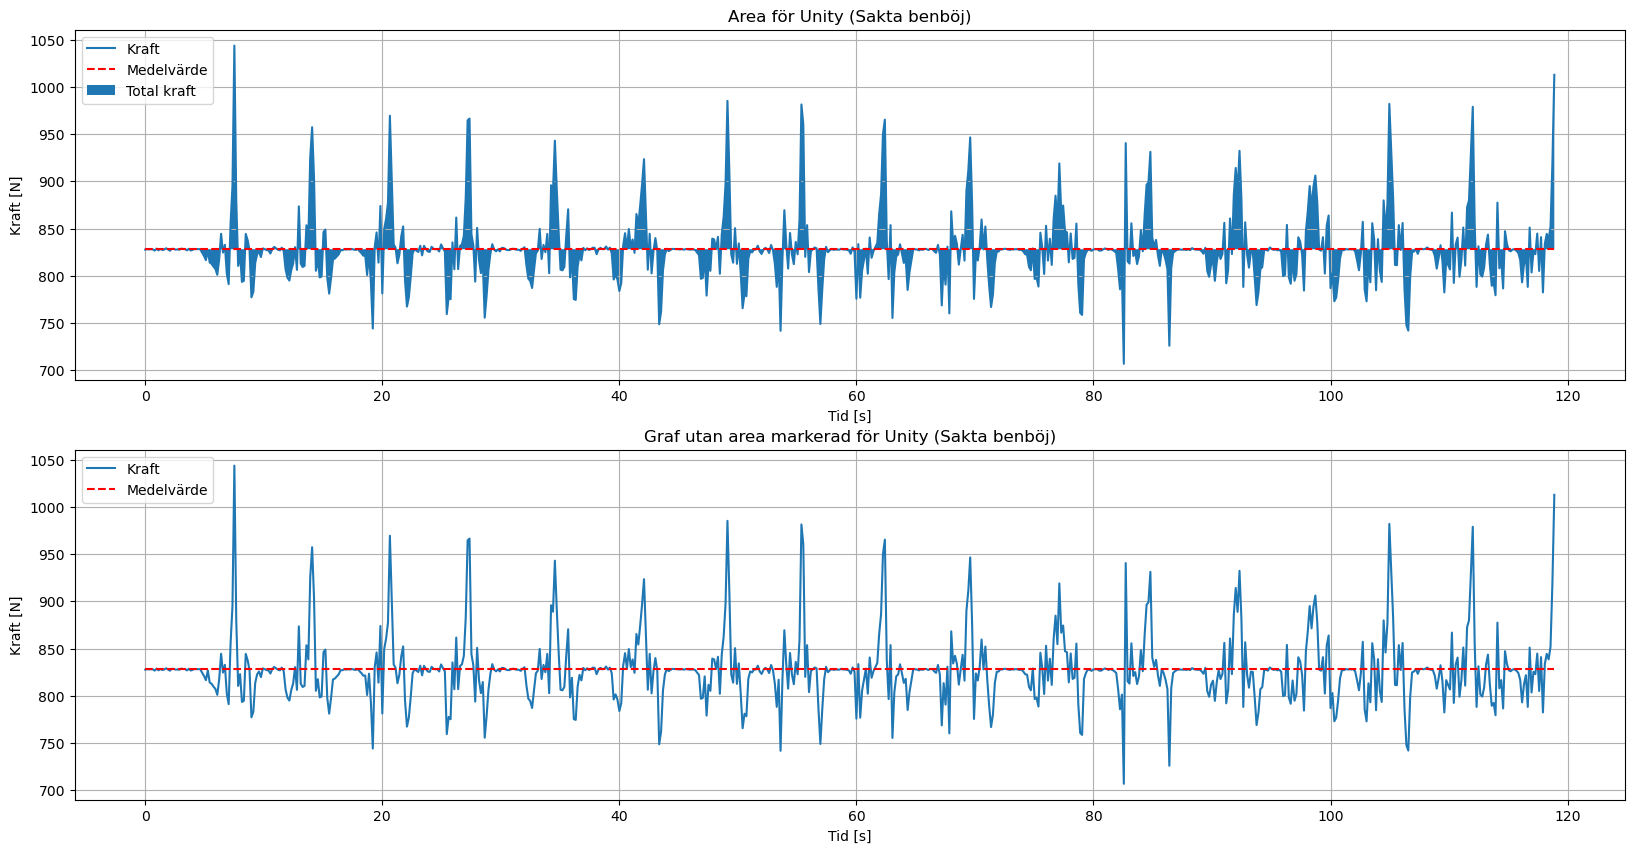 Area för Unity (Sakta benböj)
Kraft
Medelvärde
Total kraft
Kraft [N]
1050
1000
950
900
850
800
750
700
0 20 40 60 80 100 120
Tid [s]
Graf utan area markerad för Unity (Sakta benböj)
Kraft
Medelvärde
Kraft [N]
1050
1000
950
900
850
800
750
700
0 20 40 60 80 100 120
Tid [s]